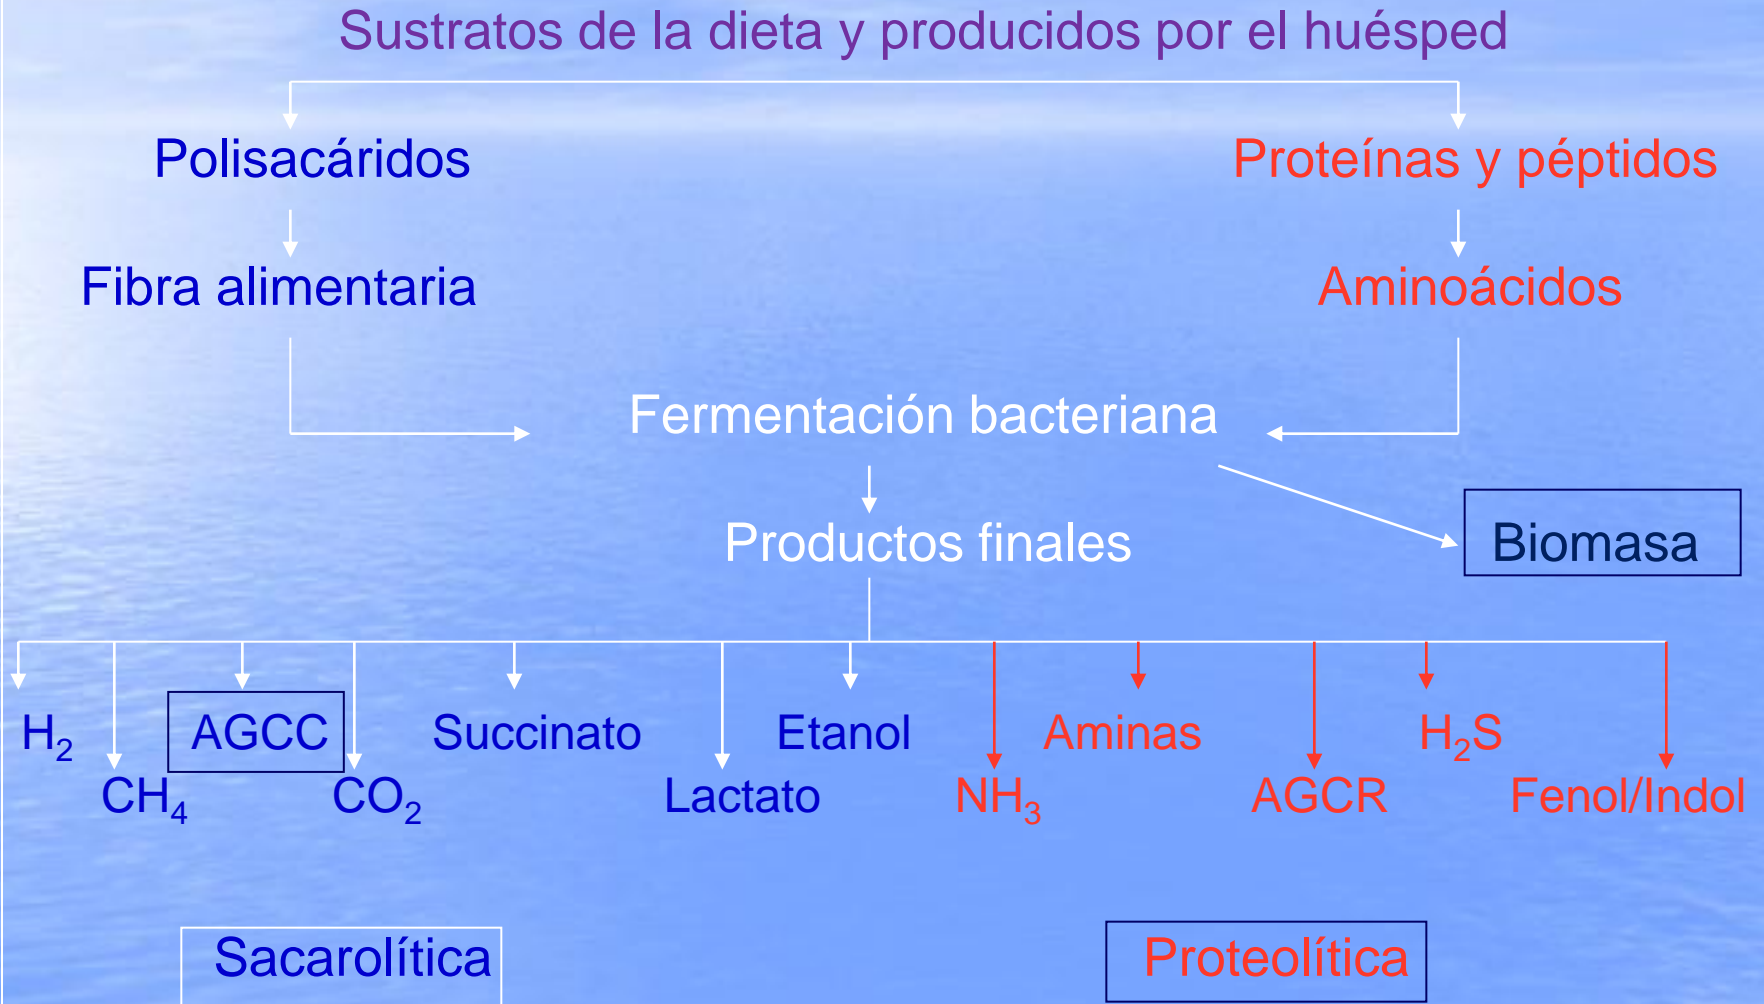 Sustratos de la dieta y producidos por el huésped
Polisacáridos
Proteínas y péptidos
Fibra alimentaria
Aminoácidos
Fermentación bacteriana
Productos finales
Biomasa
H₂
AGCC
Succinato
Etanol
Aminas
H₂S
CH₄
CO₂
Lactato
NH₃
AGCR
Fenol/Indol
Sacarolítica
Proteolítica